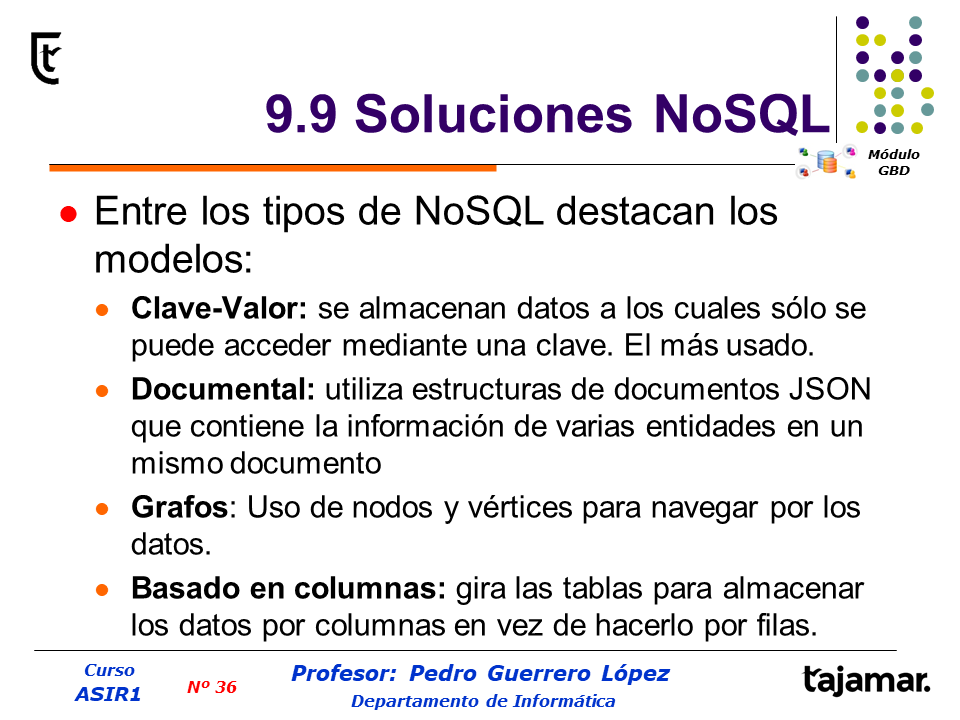 9.9 Soluciones NoSQL
Módulo
GBD
Entre los tipos de NoSQL destacan los
modelos:
Clave-Valor: se almacenan datos a los cuales sólo se
puede acceder mediante una clave. El más usado.
Documental: utiliza estructuras de documentos JSON
que contiene la información de varias entidades en un
mismo documento
Grafos: Uso de nodos y vértices para navegar por los
datos.
Basado en columnas: gira las tablas para almacenar
los datos por columnas en vez de hacerlo por filas.
Curso
ASIR1
Nº 36
Profesor: Pedro Guerrero López
Departamento de Informática
tajamar.